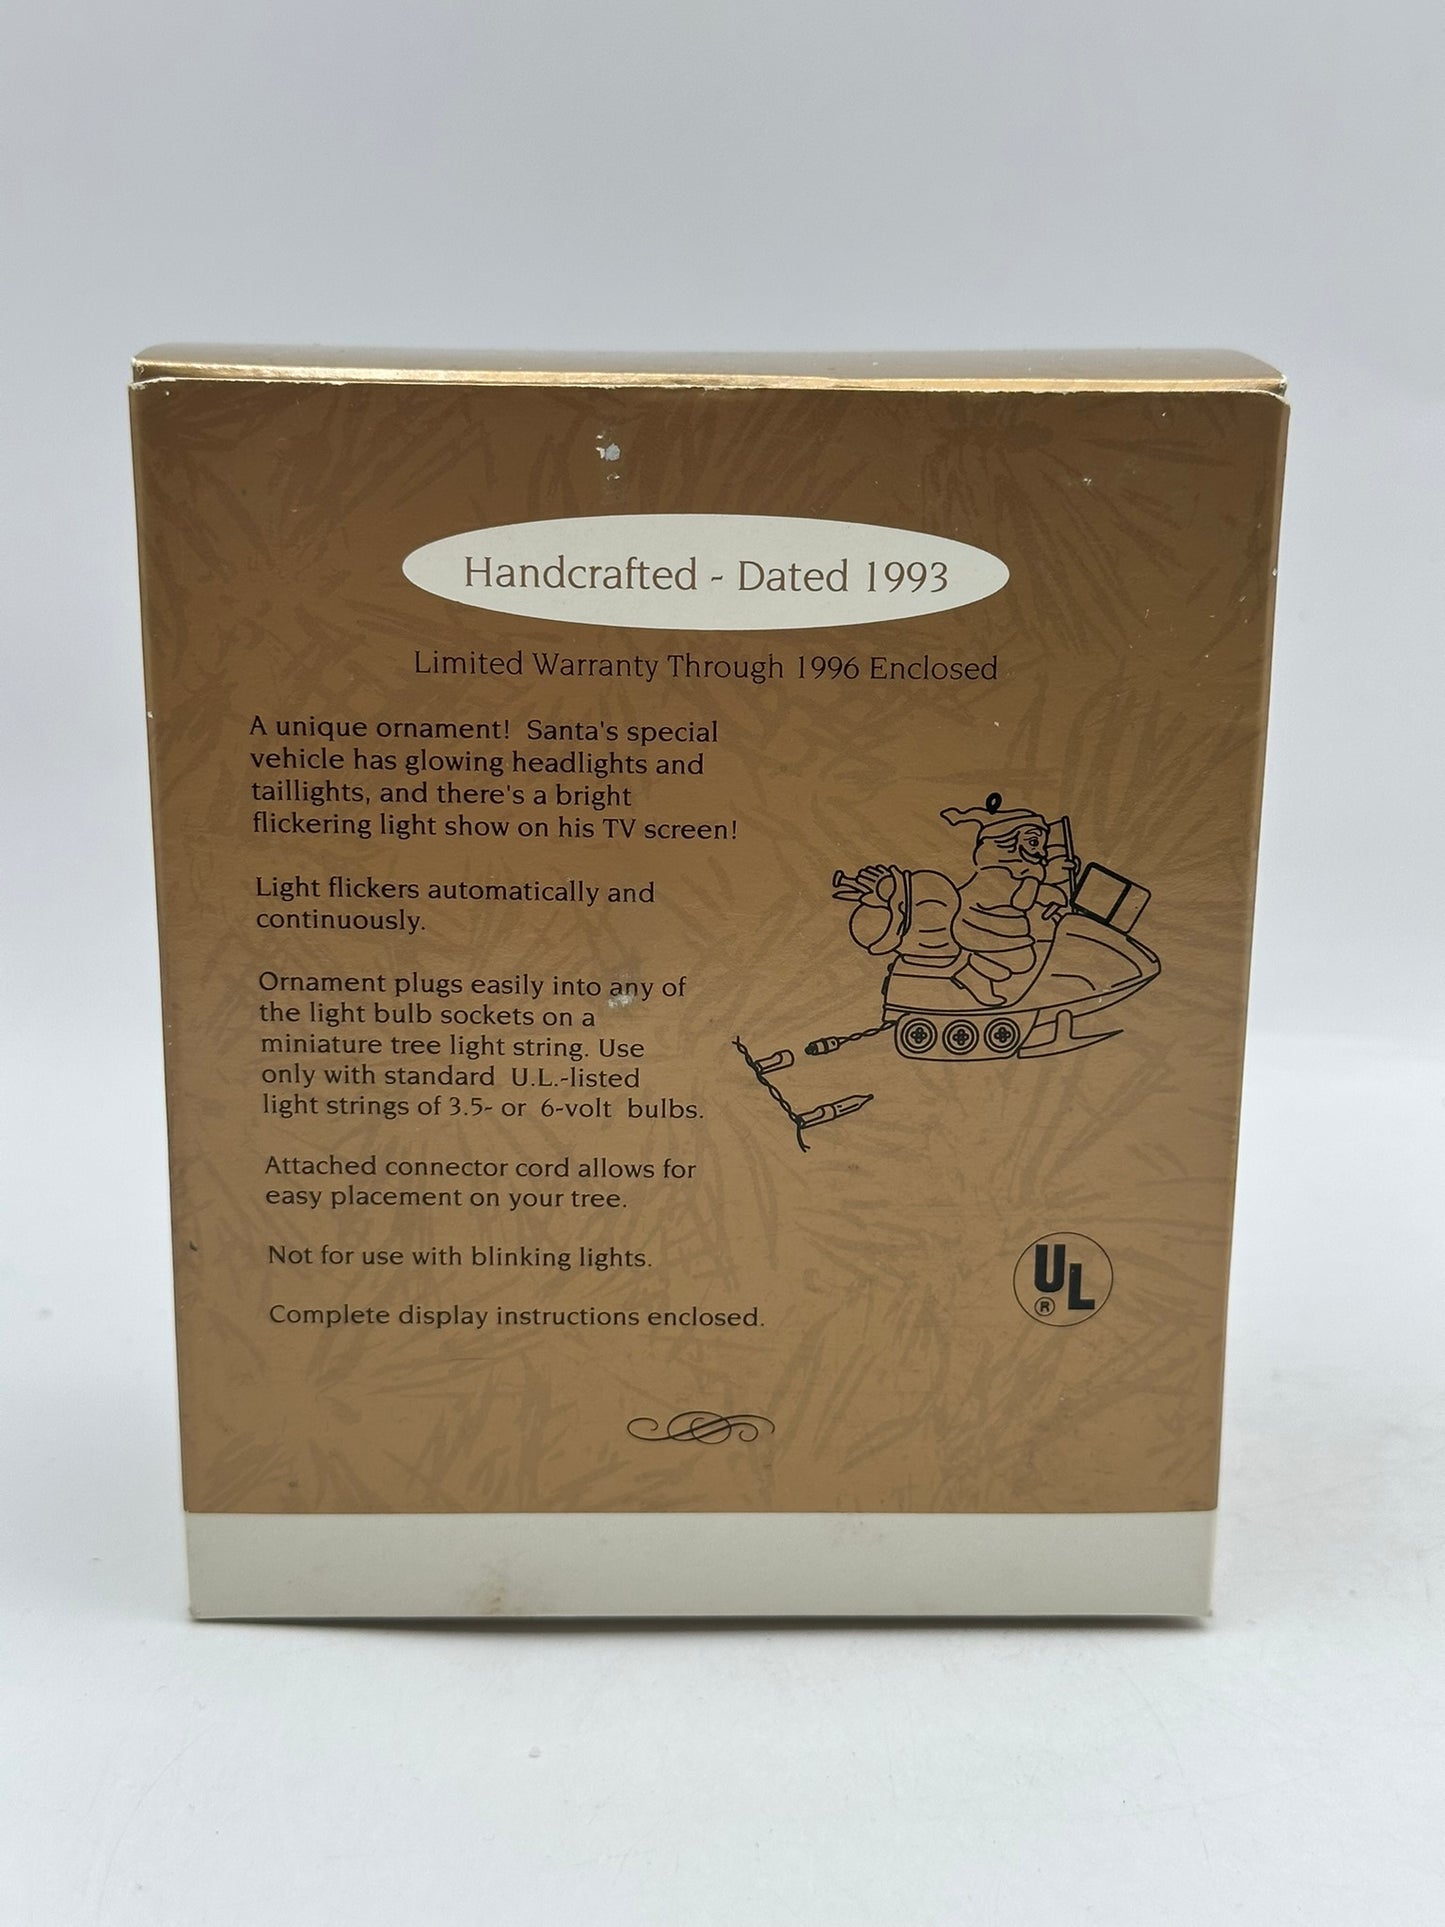 Handcrafted - Dated 1993
Limited Warranty Through 1996 Enclosed
A unique ornament! Santa's special
vehicle has glowing headlights and
taillights, and there's a bright
flickering light show on his TV screen!
Light flickers automatically and
continuously.
Ornament plugs easily into any of
the light bulb sockets on a
miniature tree light string. Use
only with standard U.L.-listed
light strings of 3.5- or 6-volt bulbs.
Attached connector cord allows for
easy placement on your tree.
Not for use with blinking lights.
Complete display instructions enclosed.
UL
®